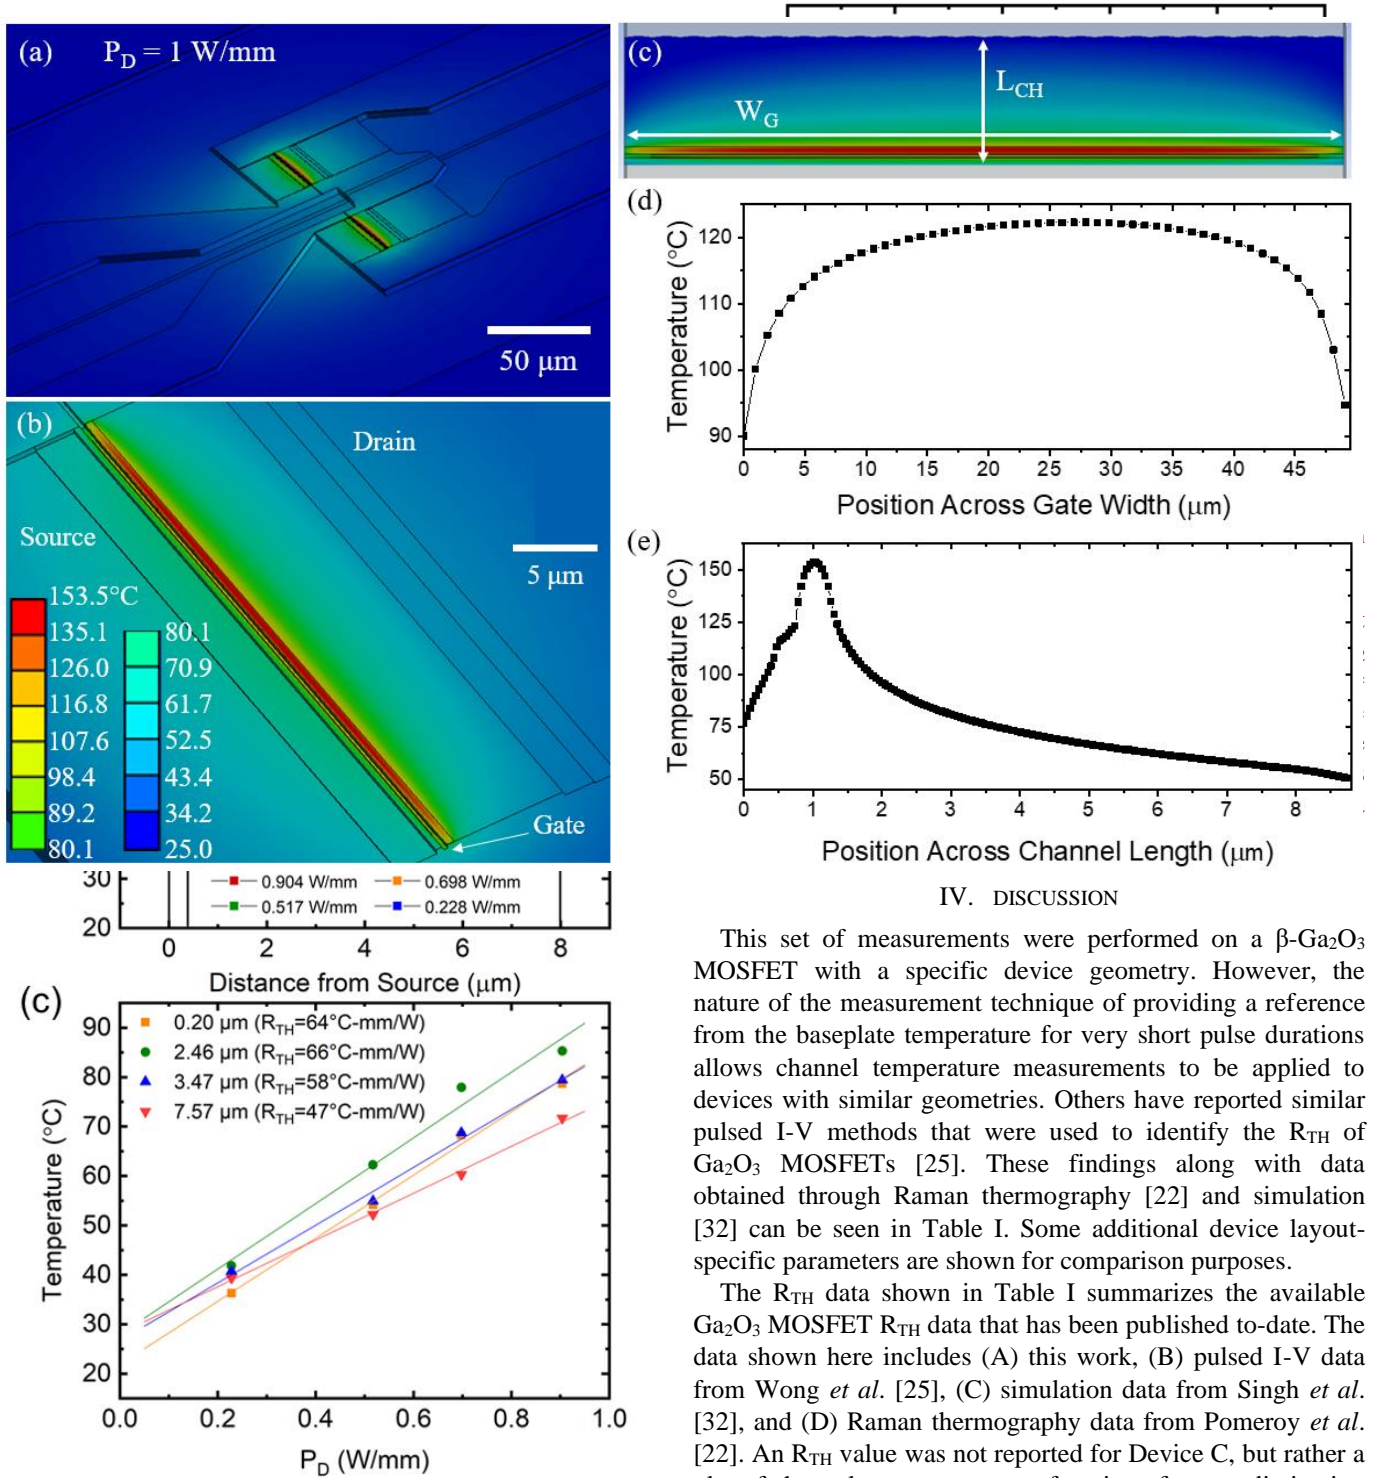 (a) P_D = 1 W/mm
50 μm
(b)
Drain
Source
5 μm
Gate
153.5°C
135.1
126.0
116.8
107.6
98.4
89.2
80.1
80.1
70.9
61.7
52.5
43.4
34.2
25.0
(c)
L_CH
W_G
(d)
120
110
100
90
Temperature (°C)
0 5 10 15 20 25 30 35 40 45
Position Across Gate Width (μm)
(e)
150
125
100
75
50
Temperature (°C)
0 1 2 3 4 5 6 7 8
Position Across Channel Length (μm)
30
20
0.904 W/mm 0.698 W/mm
0.517 W/mm 0.228 W/mm
0 2 4 6 8
Distance from Source (μm)
(c)
0.20 μm (R_TH=64°C-mm/W)
2.46 μm (R_TH=66°C-mm/W)
3.47 μm (R_TH=58°C-mm/W)
7.57 μm (R_TH=47°C-mm/W)
90
80
70
60
50
40
30
20
Temperature (°C)
0.0 0.2 0.4 0.6 0.8 1.0
P_D (W/mm)
IV. DISCUSSION
This set of measurements were performed on a β-Ga₂O₃
MOSFET with a specific device geometry. However, the
nature of the measurement technique of providing a reference
from the baseplate temperature for very short pulse durations
allows channel temperature measurements to be applied to
devices with similar geometries. Others have reported similar
pulsed I-V methods that were used to identify the R_TH of
Ga₂O₃ MOSFETs [25]. These findings along with data
obtained through Raman thermography [22] and simulation
[32] can be seen in Table I. Some additional device layout-
specific parameters are shown for comparison purposes.
The R_TH data shown in Table I summarizes the available
Ga₂O₃ MOSFET R_TH data that has been published to-date. The
data shown here includes (A) this work, (B) pulsed I-V data
from Wong et al. [25], (C) simulation data from Singh et al.
[32], and (D) Raman thermography data from Pomeroy et al.
[22]. An R_TH value was not reported for Device C, but rather a